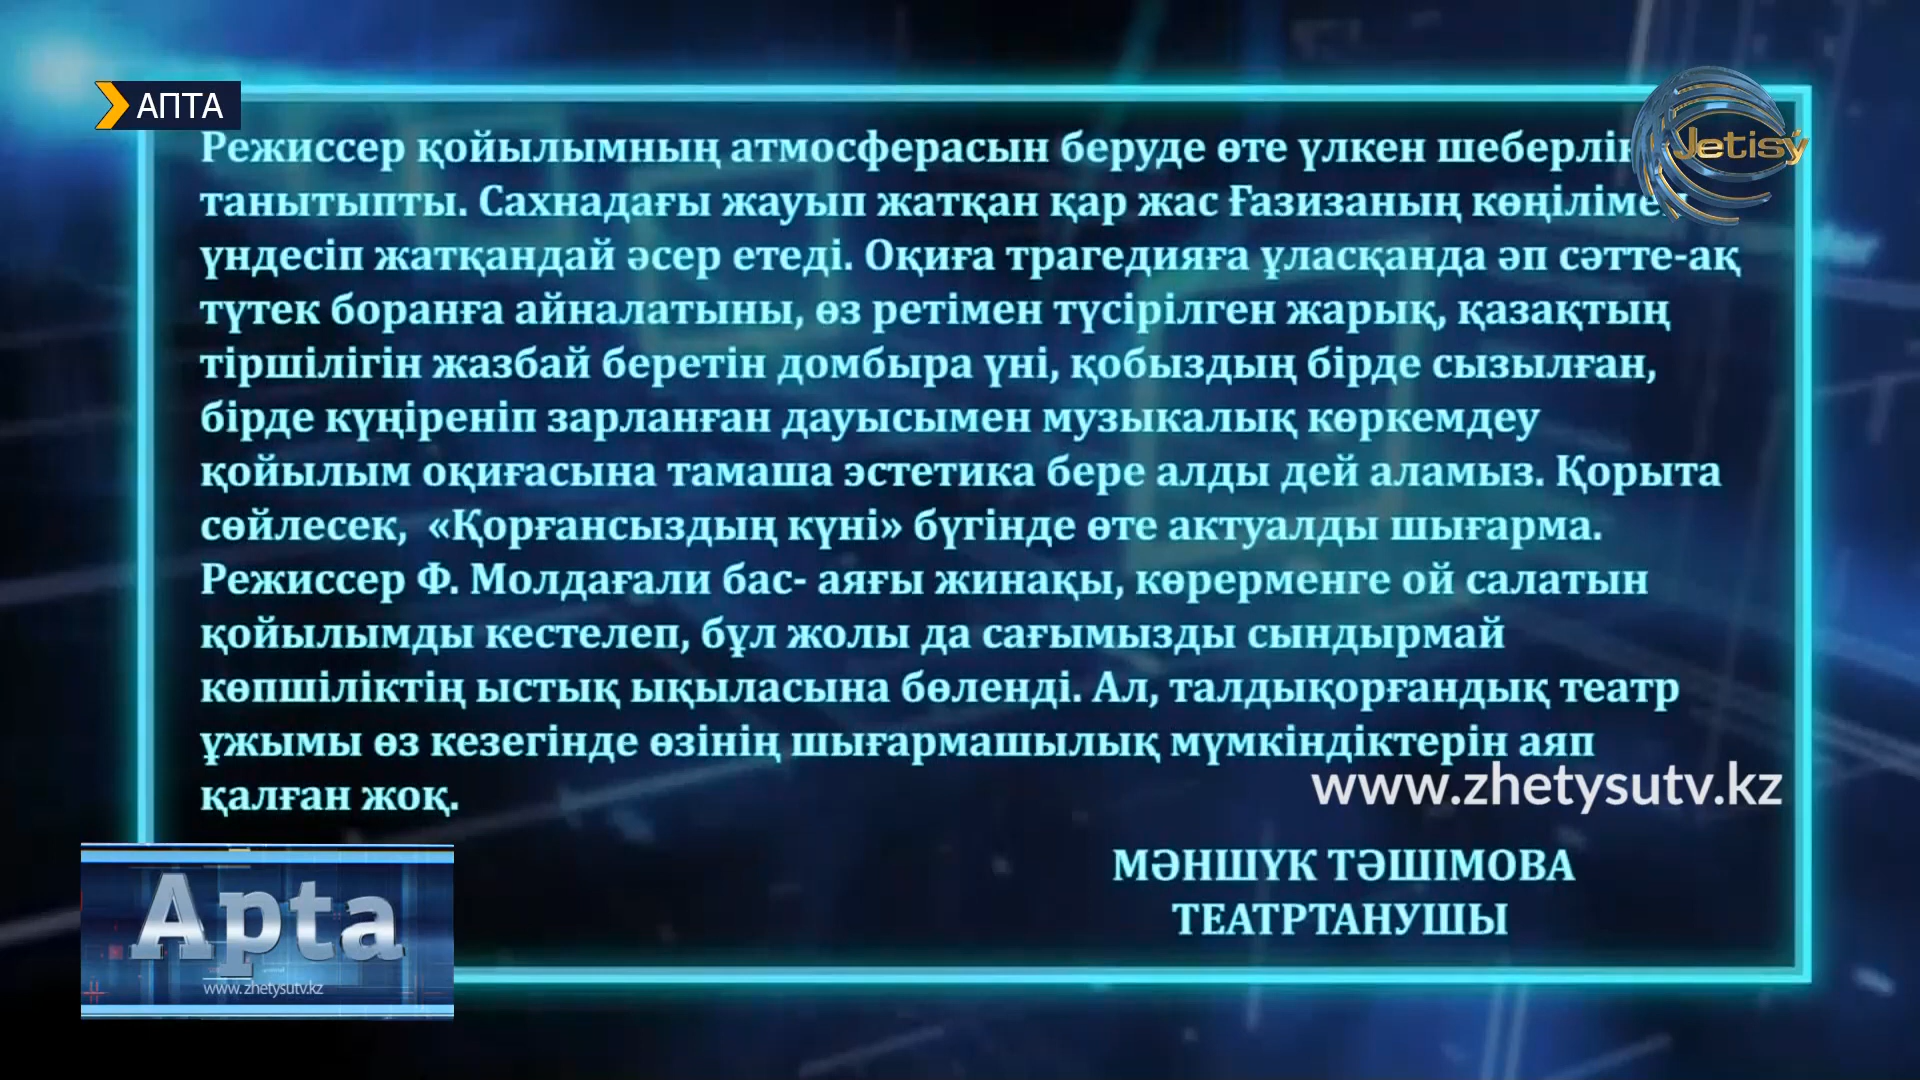 АПТА
Jetisý
Режиссер қойылымның атмосферасын беруде өте үлкен
танытыпты. Сахнадағы жауып жатқан қар жас Ғазизаның көңілімен
үндесіп жатқандай әсер етеді. Оқиға трагедияға ұласқанда әп сәтте-ақ
түтек боранға айналатыны, өз ретімен түсірілген жарық, қазақтың
тіршілігін жазбай беретін домбыра үні, қобыздың бірде сызылған,
бірде күңіреніп зарланған дауысымен музыкалық көркемдеу
қойылым оқиғасына тамаша эстетика бере алды дей аламыз. Қорыта
сөйлесек, «Қорғансыздың күні» бүгінде өте актуалды шығарма.
Режиссер Ф. Молдағали бас- аяғы жинақы, көрерменге ой салатын
қойылымды кестелеп, бұл жолы да сағымызды сындырмай
көпшіліктің ыстық ықыласына бөленді. Ал, талдықорғандық театр
ұжымы өз кезегінде өзінің шығармашылық мүмкіндіктерін аяп
қалған жоқ.
www.zhetysutv.kz
МӘНШҮК ТӘШІМОВА
ТЕАТРТАНУШЫ
Apta
www.zhetysutv.kz